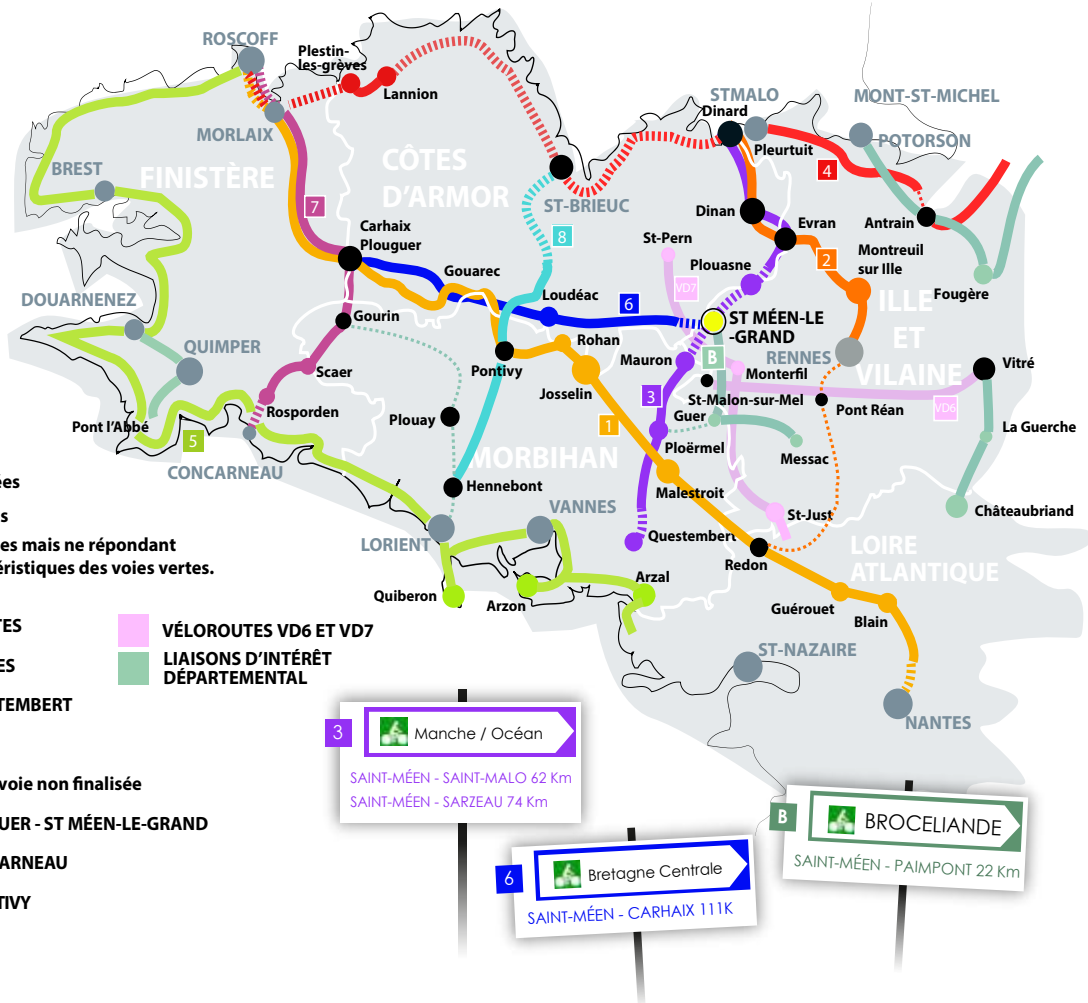 ROSCOFF
Plestin-
les-grèves
Lannion
MORLAIX
BREST
FINISTÈRE
CÔTES
D'ARMOR
7
ST-BRIEUC
8
STMALO
Dinard
Pleurtuit
MONT-ST-MICHEL
POTORSON
4
Dinan
Evran
Antrain
Montreuil
sur Ille
2
Fougère
St-Pern
VD7
Plouasne
Carhaix
Plouguer
Gouarec
Loudéac
6
ST MÉEN-LE
-GRAND
ILLE
ET
VILAINE
DOUARNENEZ
Gourin
Rohan
Mauron
B
RENNES
Monterfil
Vitré
QUIMPER
Scaer
Pontivy
Josselin
3
St-Malon-sur-Mel
Pont Réan
VD6
Rosporden
Plouay
1
Guer
La Guerche
Pont l'Abbé
5
Ploërmel
Messac
CONCARNEAU
MORBIHAN
Hennebont
Malestroit
VANNES
St-Just
Châteaubriand
LORIENT
Questembert
Redon
LOIRE
ATLANTIQUE
Quiberon
Arzon
Arzal
Guérouet
Blain
ST-NAZAIRE
NANTES
ées
s
es mais ne répondant
éristiques des voies vertes.
TES
ES
TEMBERT
voie non finalisée
UER - ST MÉEN-LE-GRAND
ARNEAU
TIVY
VÉLOROUTES VD6 ET VD7
LIAISONS D'INTÉRÊT
DÉPARTEMENTAL
3
Manche / Océan
SAINT-MÉEN - SAINT-MALO 62 Km
SAINT-MÉEN - SARZEAU 74 Km
6
Bretagne Centrale
SAINT-MÉEN - CARHAIX 111K
B
BROCELIANDE
SAINT-MÉEN - PAIMPONT 22 Km